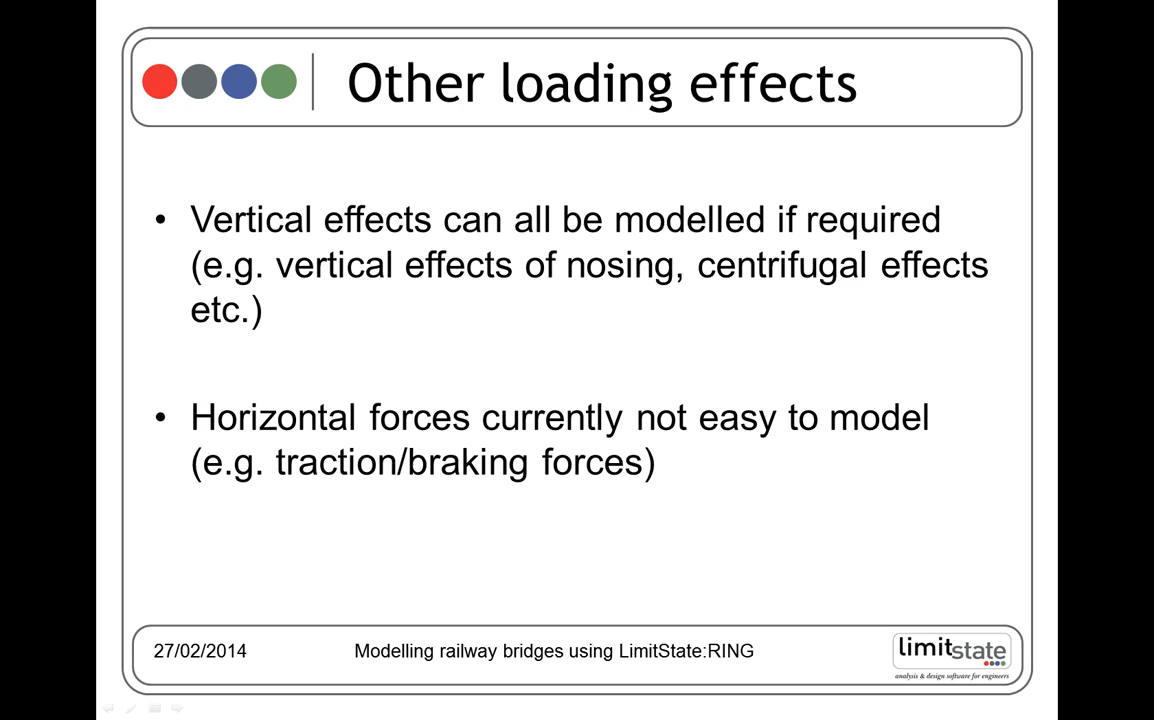 Other loading effects
• Vertical effects can all be modelled if required
(e.g. vertical effects of nosing, centrifugal effects
etc.)
• Horizontal forces currently not easy to model
(e.g. traction/braking forces)
27/02/2014
Modelling railway bridges using LimitState:RING
limitstate
analysis & design software for engineers